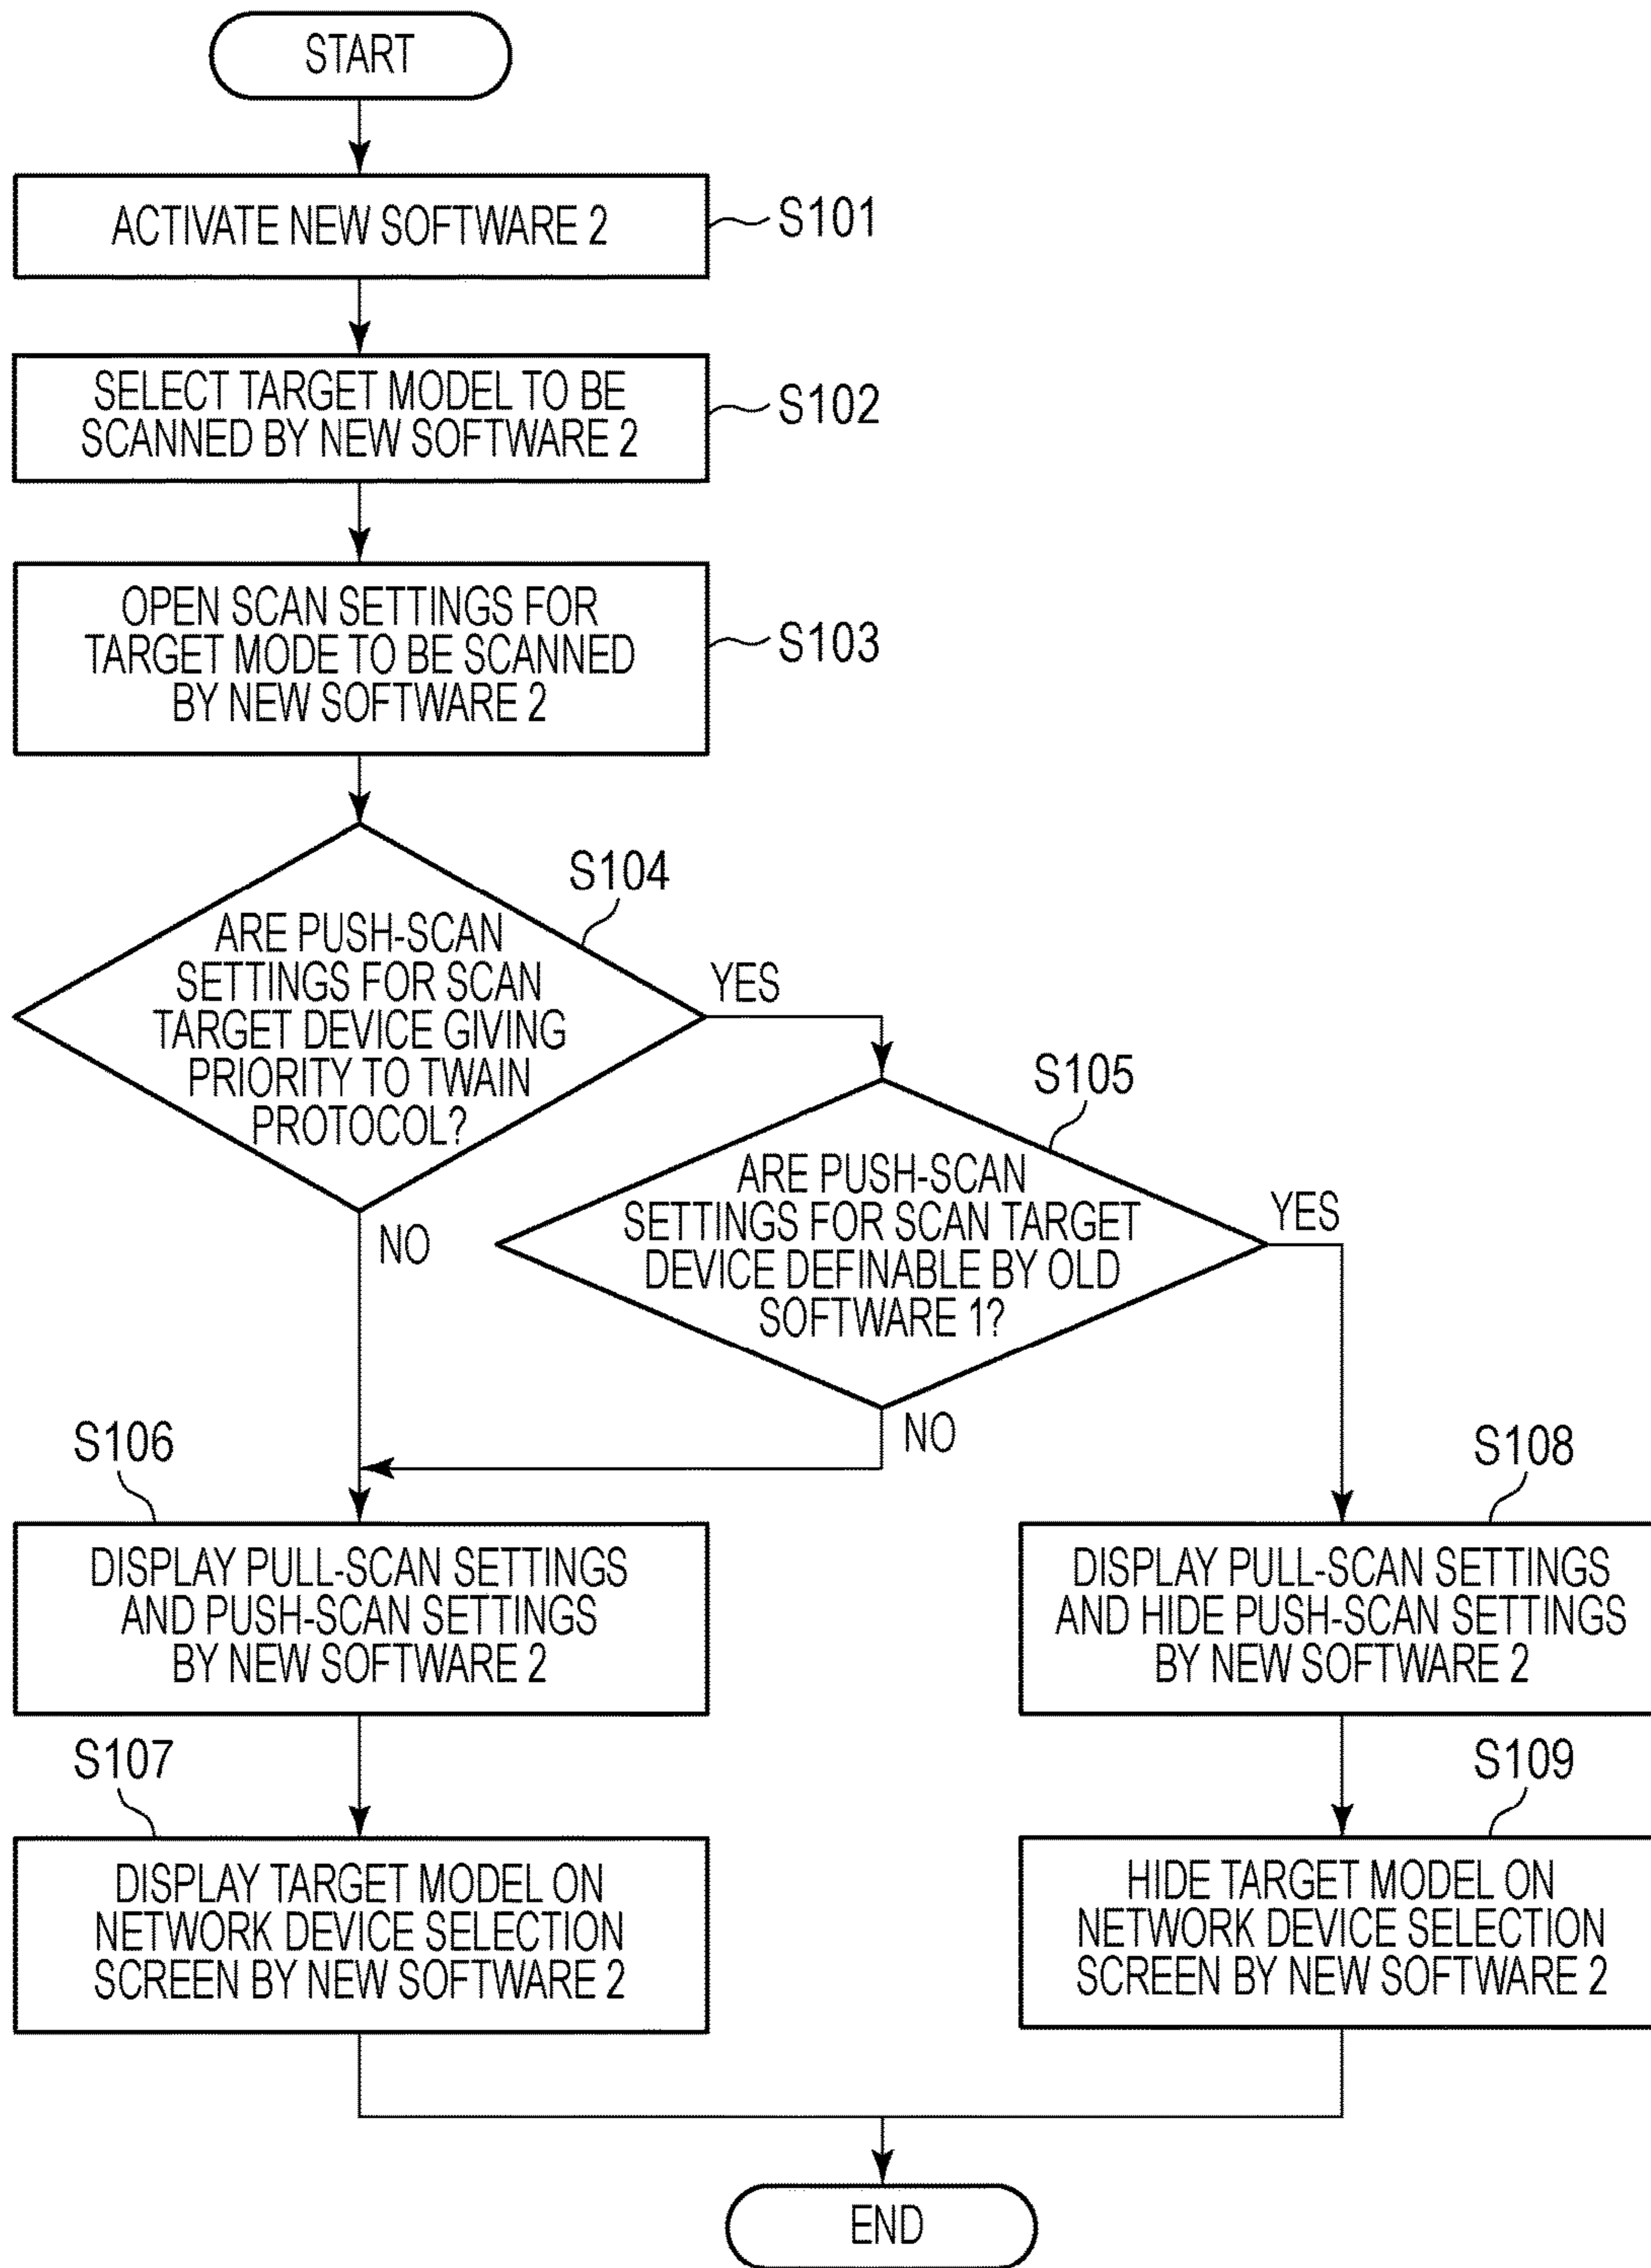 START
ACTIVATE NEW SOFTWARE 2
S101
SELECT TARGET MODEL TO BE
SCANNED BY NEW SOFTWARE 2
S102
OPEN SCAN SETTINGS FOR
TARGET MODE TO BE SCANNED
BY NEW SOFTWARE 2
S103
S104
ARE PUSH-SCAN
SETTINGS FOR SCAN
TARGET DEVICE GIVING
PRIORITY TO TWAIN
PROTOCOL?
YES
NO
S105
ARE PUSH-SCAN
SETTINGS FOR SCAN TARGET
DEVICE DEFINABLE BY OLD
SOFTWARE 1?
YES
NO
S106
DISPLAY PULL-SCAN SETTINGS
AND PUSH-SCAN SETTINGS
BY NEW SOFTWARE 2
S108
DISPLAY PULL-SCAN SETTINGS
AND HIDE PUSH-SCAN SETTINGS
BY NEW SOFTWARE 2
S107
DISPLAY TARGET MODEL ON
NETWORK DEVICE SELECTION
SCREEN BY NEW SOFTWARE 2
S109
HIDE TARGET MODEL ON
NETWORK DEVICE SELECTION
SCREEN BY NEW SOFTWARE 2
END